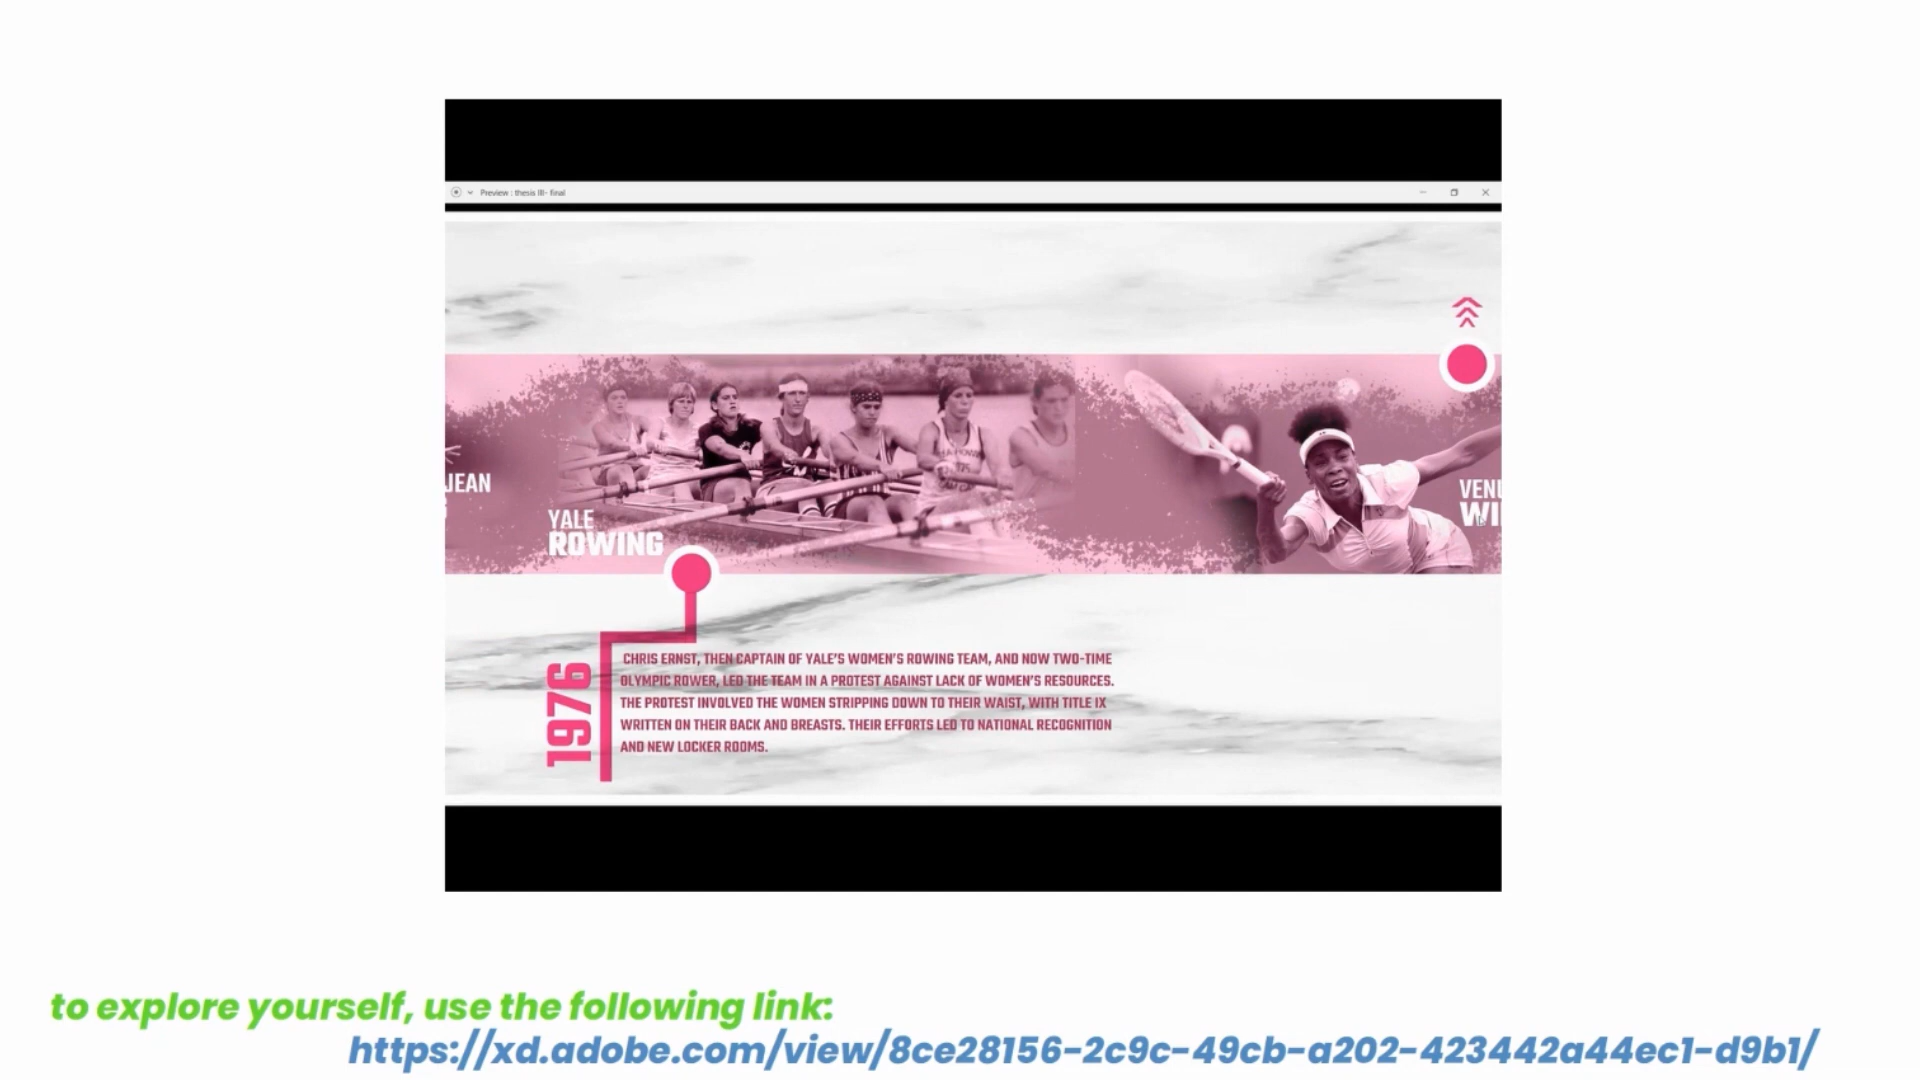 Preview : thesis III- final
JEAN
YALE
ROWING
VENU
WI
1976
CHRIS ERNST, THEN CAPTAIN OF YALE'S WOMEN'S ROWING TEAM, AND NOW TWO-TIME
OLYMPIC ROWER, LED THE TEAM IN A PROTEST AGAINST LACK OF WOMEN'S RESOURCES.
THE PROTEST INVOLVED THE WOMEN STRIPPING DOWN TO THEIR WAIST, WITH TITLE IX
WRITTEN ON THEIR BACK AND BREASTS. THEIR EFFORTS LED TO NATIONAL RECOGNITION
AND NEW LOCKER ROOMS.
to explore yourself, use the following link:
https://xd.adobe.com/view/8ce28156-2c9c-49cb-a202-423442a44ec1-d9b1/